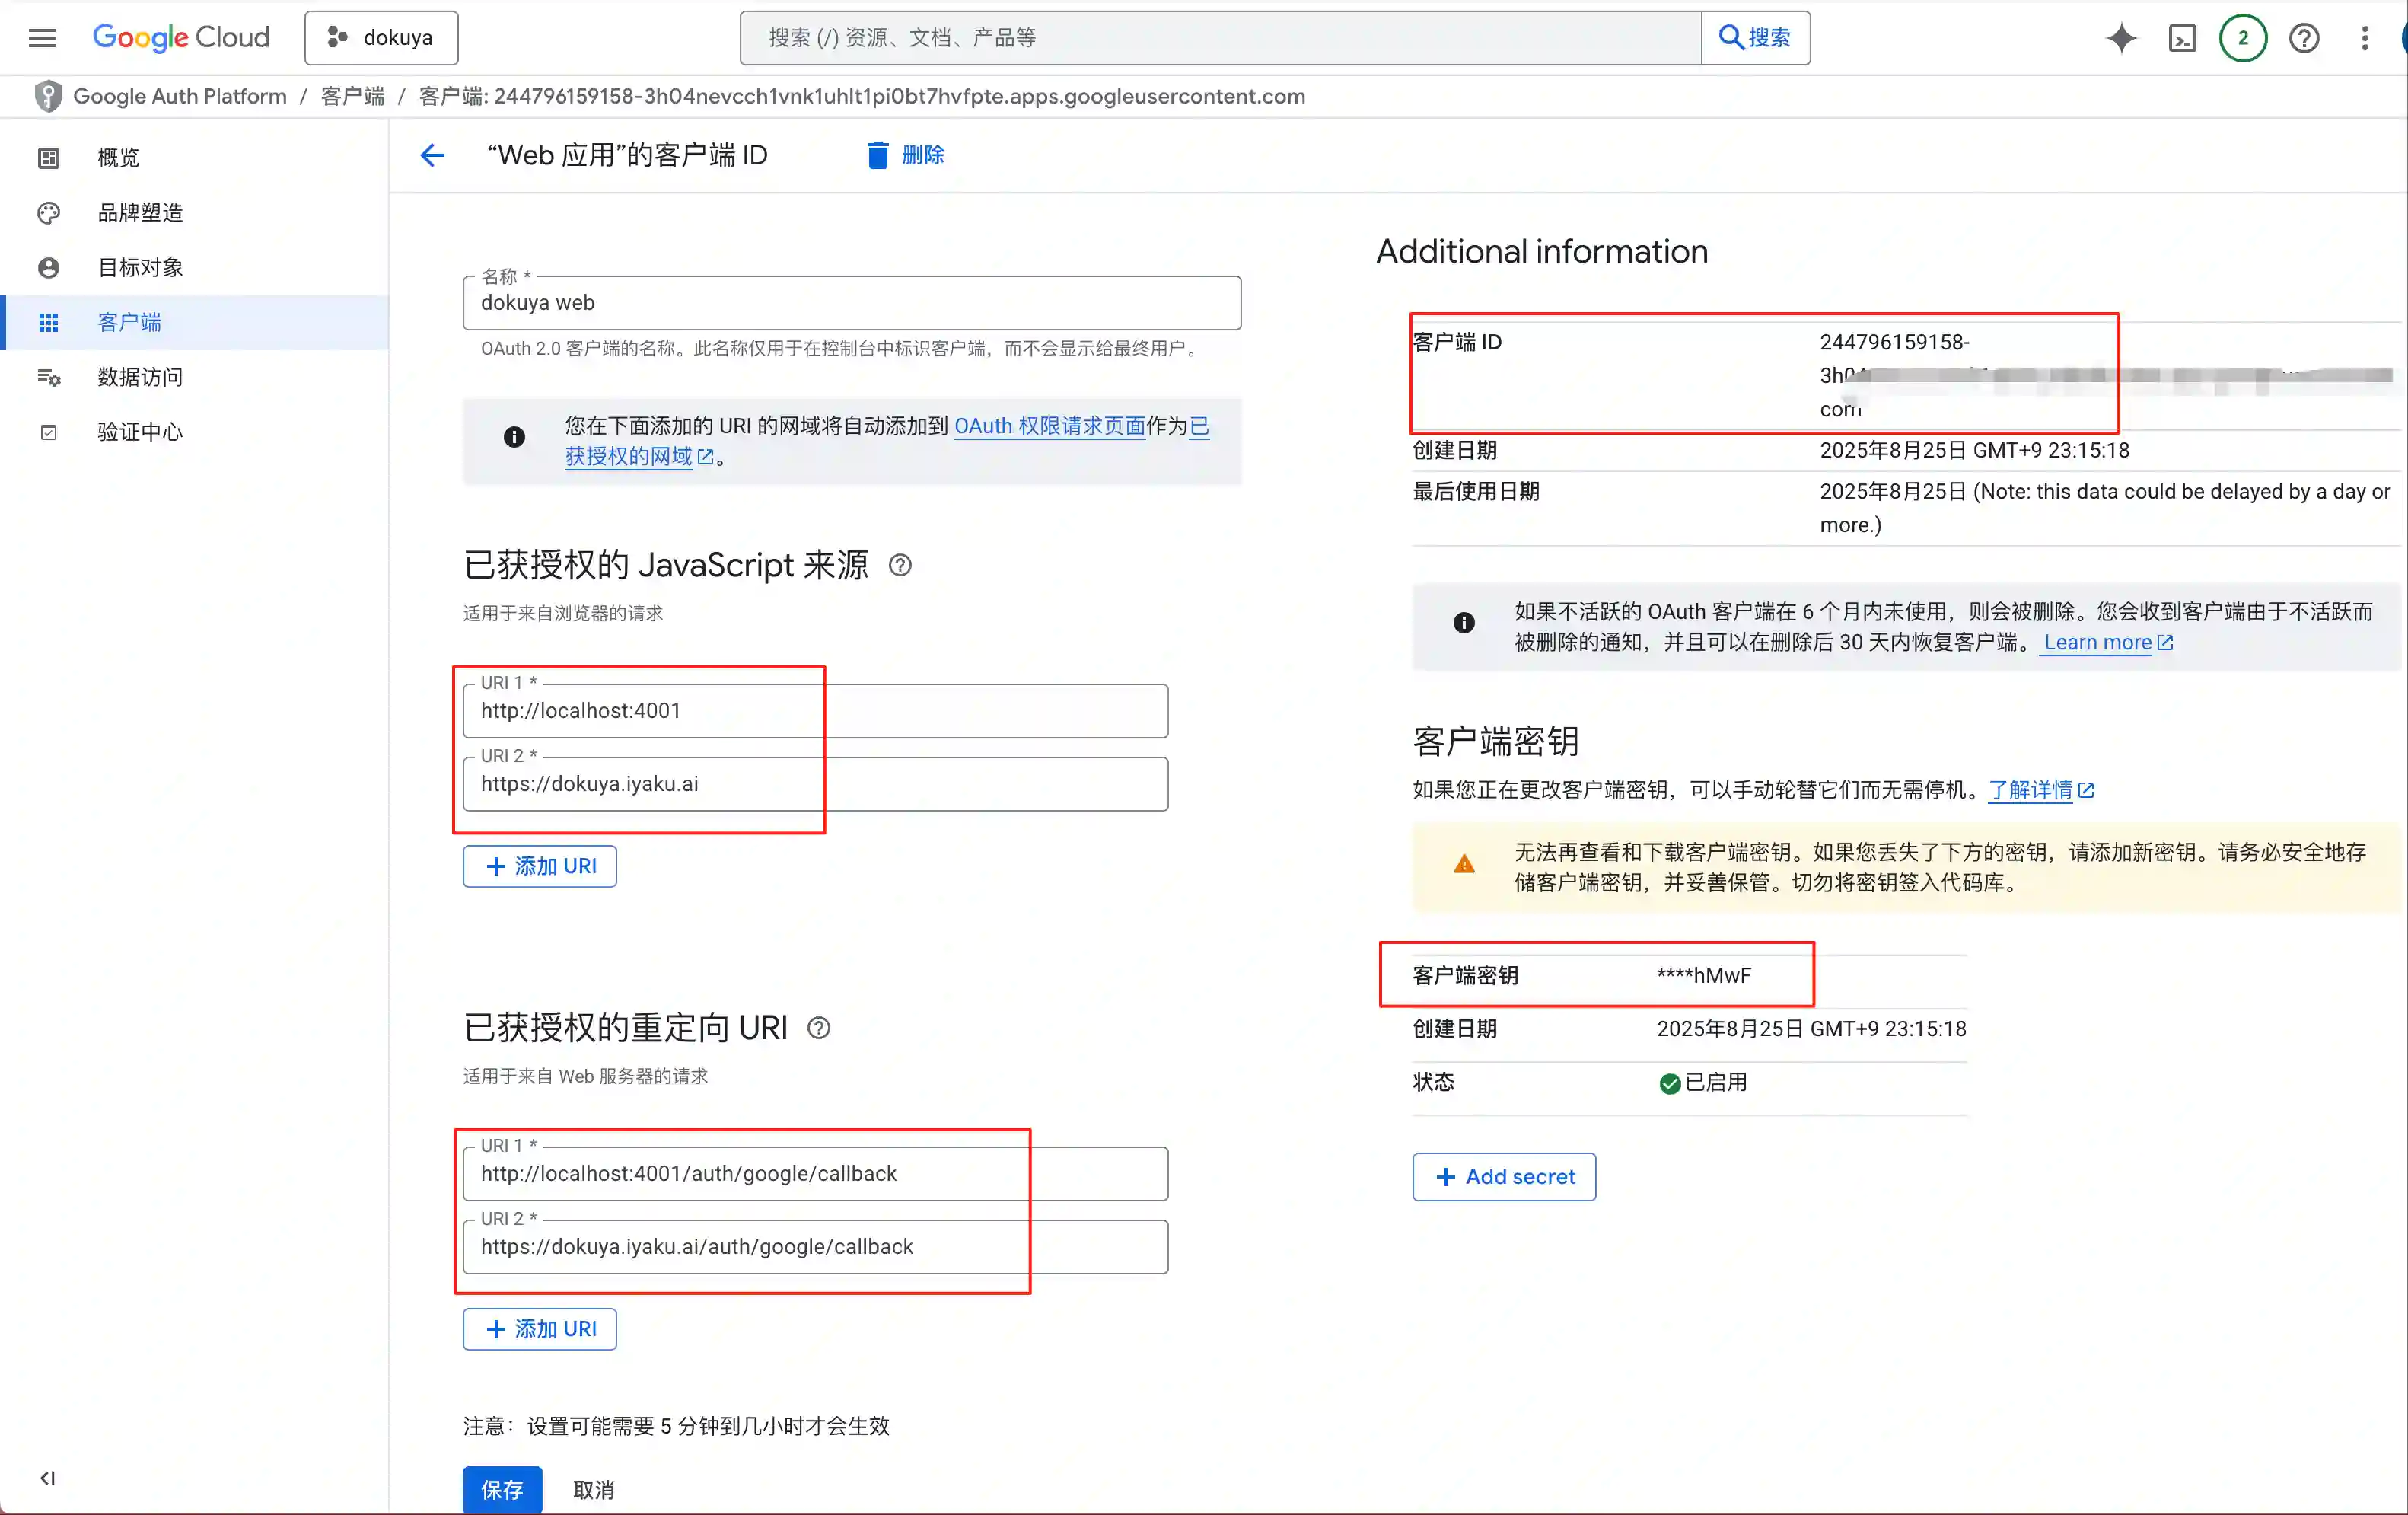 Google Cloud
dokuya
搜索 (/) 资源、文档、产品等
搜索
2
Google Auth Platform / 客户端 / 客户端: 244796159158-3h04nevcch1vnk1uhlt1pi0bt7hvfpte.apps.googleusercontent.com
概览
品牌塑造
目标对象
客户端
数据访问
验证中心
“Web 应用”的客户端 ID
删除
名称 *
dokuya web
OAuth 2.0 客户端的名称。此名称仅用于在控制台中标识客户端，而不会显示给最终用户。
您在下面添加的 URI 的网域将自动添加到 OAuth 权限请求页面作为已
获授权的网域。
已获授权的 JavaScript 来源
适用于来自浏览器的请求
URI 1 *
http://localhost:4001
URI 2 *
https://dokuya.iyaku.ai
添加 URI
已获授权的重定向 URI
适用于来自 Web 服务器的请求
URI 1 *
http://localhost:4001/auth/google/callback
URI 2 *
https://dokuya.iyaku.ai/auth/google/callback
添加 URI
注意：设置可能需要 5 分钟到几小时才会生效
保存
取消
Additional information
客户端 ID
244796159158-
com
创建日期
2025年8月25日 GMT+9 23:15:18
最后使用日期
2025年8月25日 (Note: this data could be delayed by a day or
more.)
如果不活跃的 OAuth 客户端在 6 个月内未使用，则会被删除。您会收到客户端由于不活跃而
被删除的通知，并且可以在删除后 30 天内恢复客户端。 Learn more
客户端密钥
如果您正在更改客户端密钥，可以手动轮替它们而无需停机。了解详情
无法再查看和下载客户端密钥。如果您丢失了下方的密钥，请添加新密钥。请务必安全地存
储客户端密钥，并妥善保管。切勿将密钥签入代码库。
客户端密钥
****hMwF
创建日期
2025年8月25日 GMT+9 23:15:18
状态
已启用
Add secret